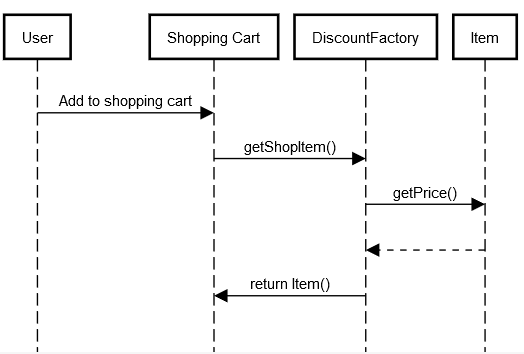 User
Shopping Cart
DiscountFactory
Item
Add to shopping cart
getShopItem()
getPrice()
return Item()